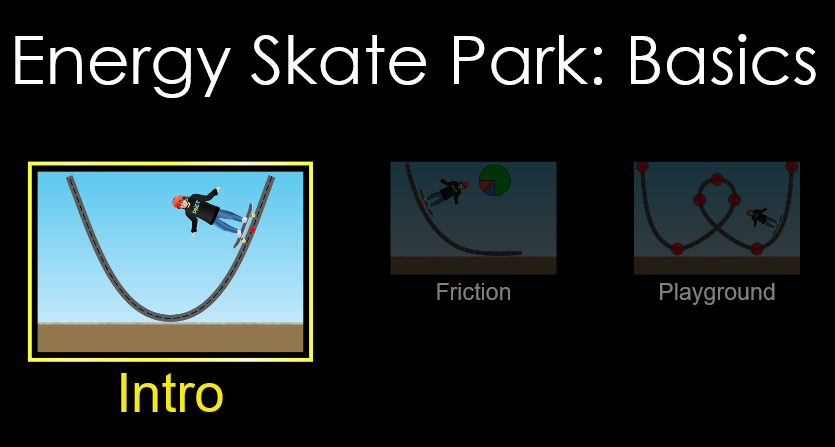 Energy Skate Park: Basics
Intro
Friction
Playground